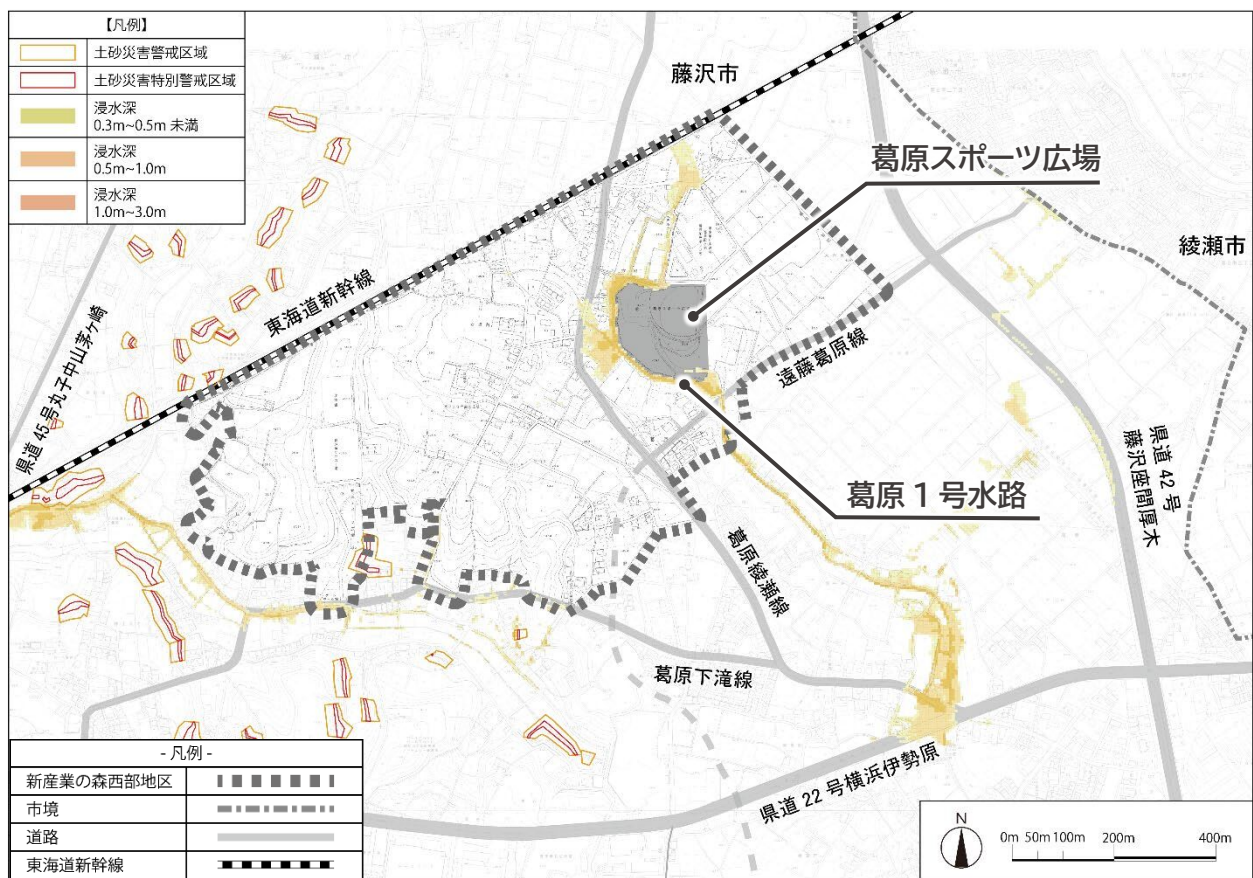 【凡例】
土砂災害警戒区域
土砂災害特別警戒区域
浸水深
0.3m~0.5m 未満
浸水深
0.5m~1.0m
浸水深
1.0m~3.0m
藤沢市
葛原スポーツ広場
綾瀬市
東海道新幹線
県道 45 号丸子中山茅ヶ崎
遠藤葛原線
県道 42 号
藤沢座間厚木
葛原 1 号水路
葛原綾瀬線
葛原下滝線
県道 22 号横浜伊勢原
- 凡例 -
新産業の森西部地区
市境
道路
東海道新幹線
N
0m 50m 100m 200m 400m